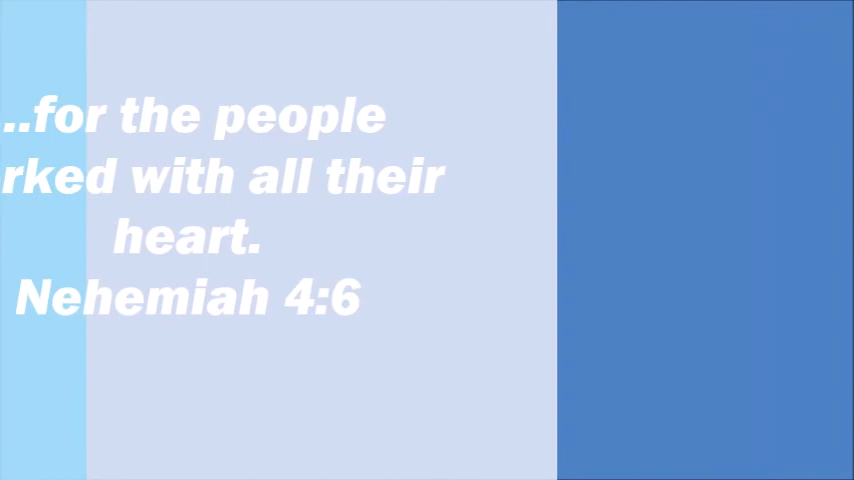 ..for the people
rked with all their
heart.
Nehemiah 4:6